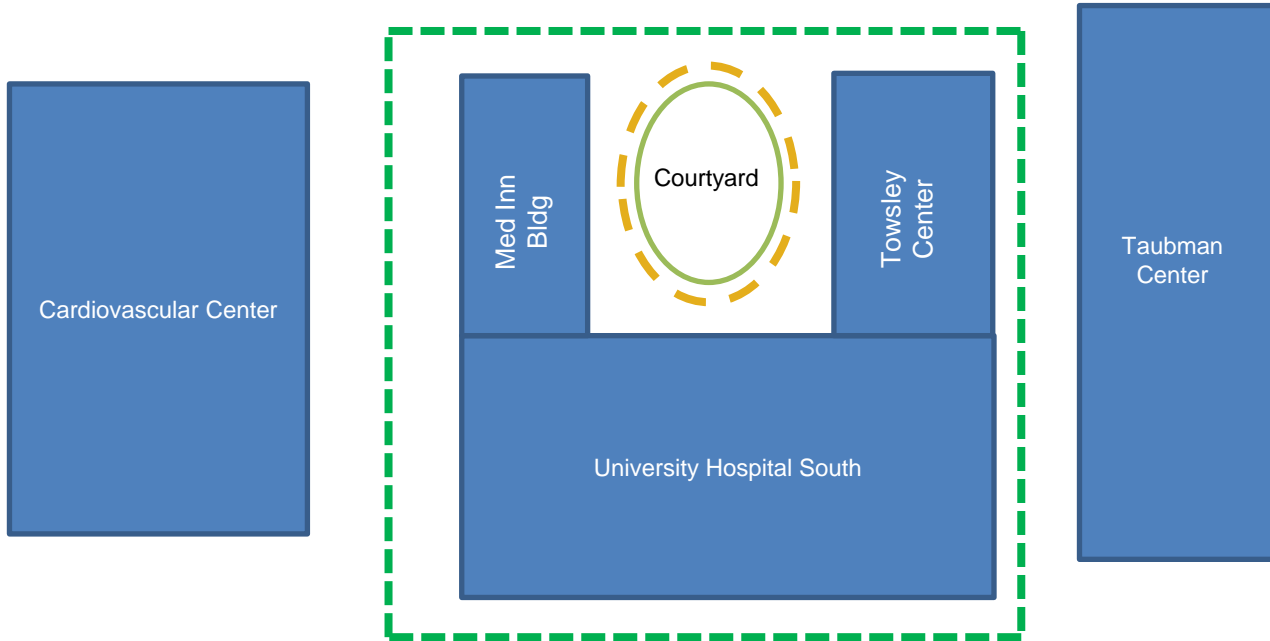 Cardiovascular Center
Med Inn
Bldg
Courtyard
Towsley
Center
University Hospital South
Taubman
Center